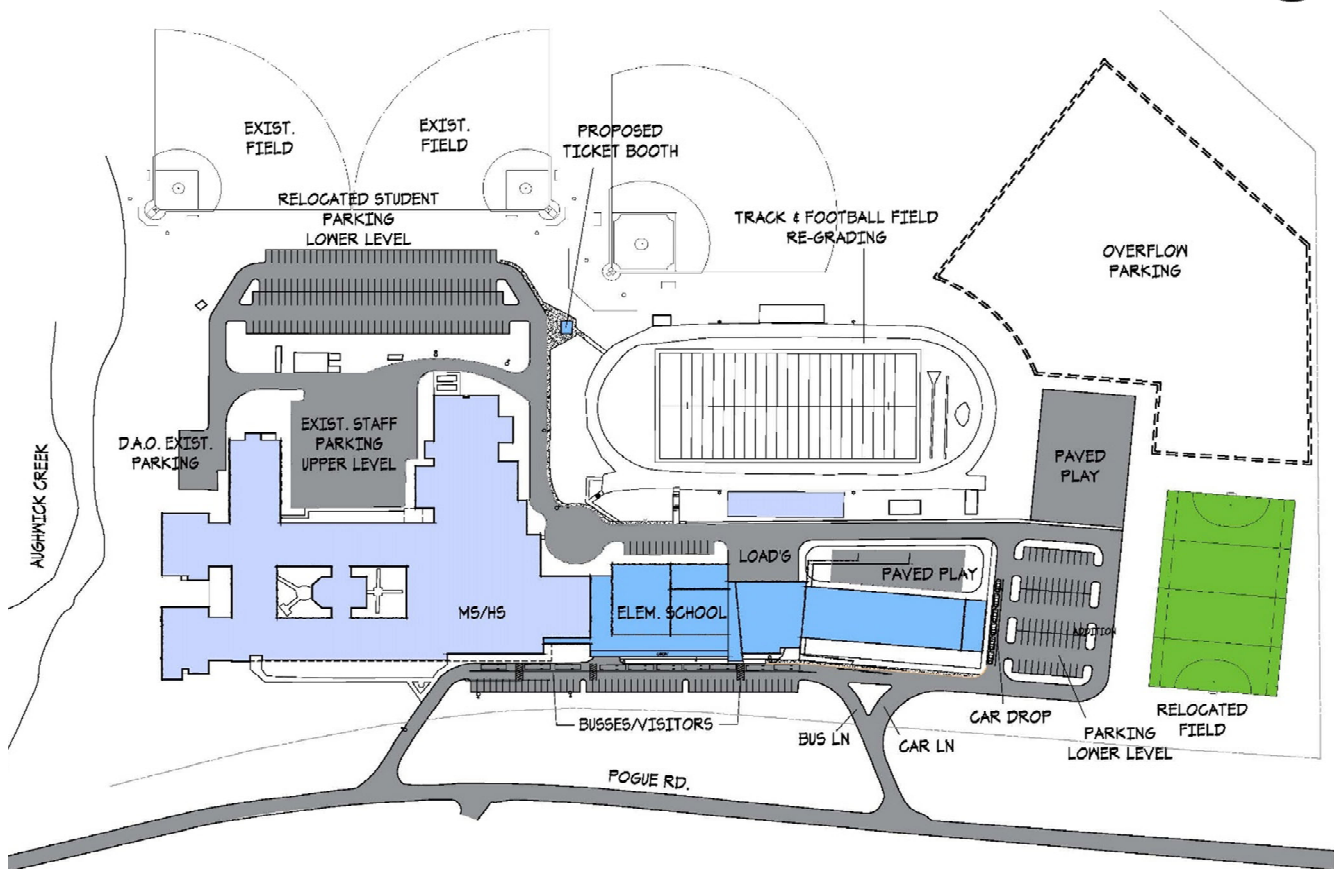 EXIST.
FIELD
EXIST.
FIELD
PROPOSED
TICKET BOOTH
RELOCATED STUDENT
PARKING
LOWER LEVEL
TRACK & FOOTBALL FIELD
RE-GRADING
OVERFLOW
PARKING
D.A.O. EXIST.
PARKING
EXIST. STAFF
PARKING
UPPER LEVEL
PAVED
PLAY
AUGHWICK CREEK
LOAD'G
PAVED PLAY
MS/HS
ELEM. SCHOOL
ADDITION
BUSSES/VISITORS
BUS LN
CAR LN
CAR DROP
PARKING
LOWER LEVEL
RELOCATED
FIELD
POGUE RD.